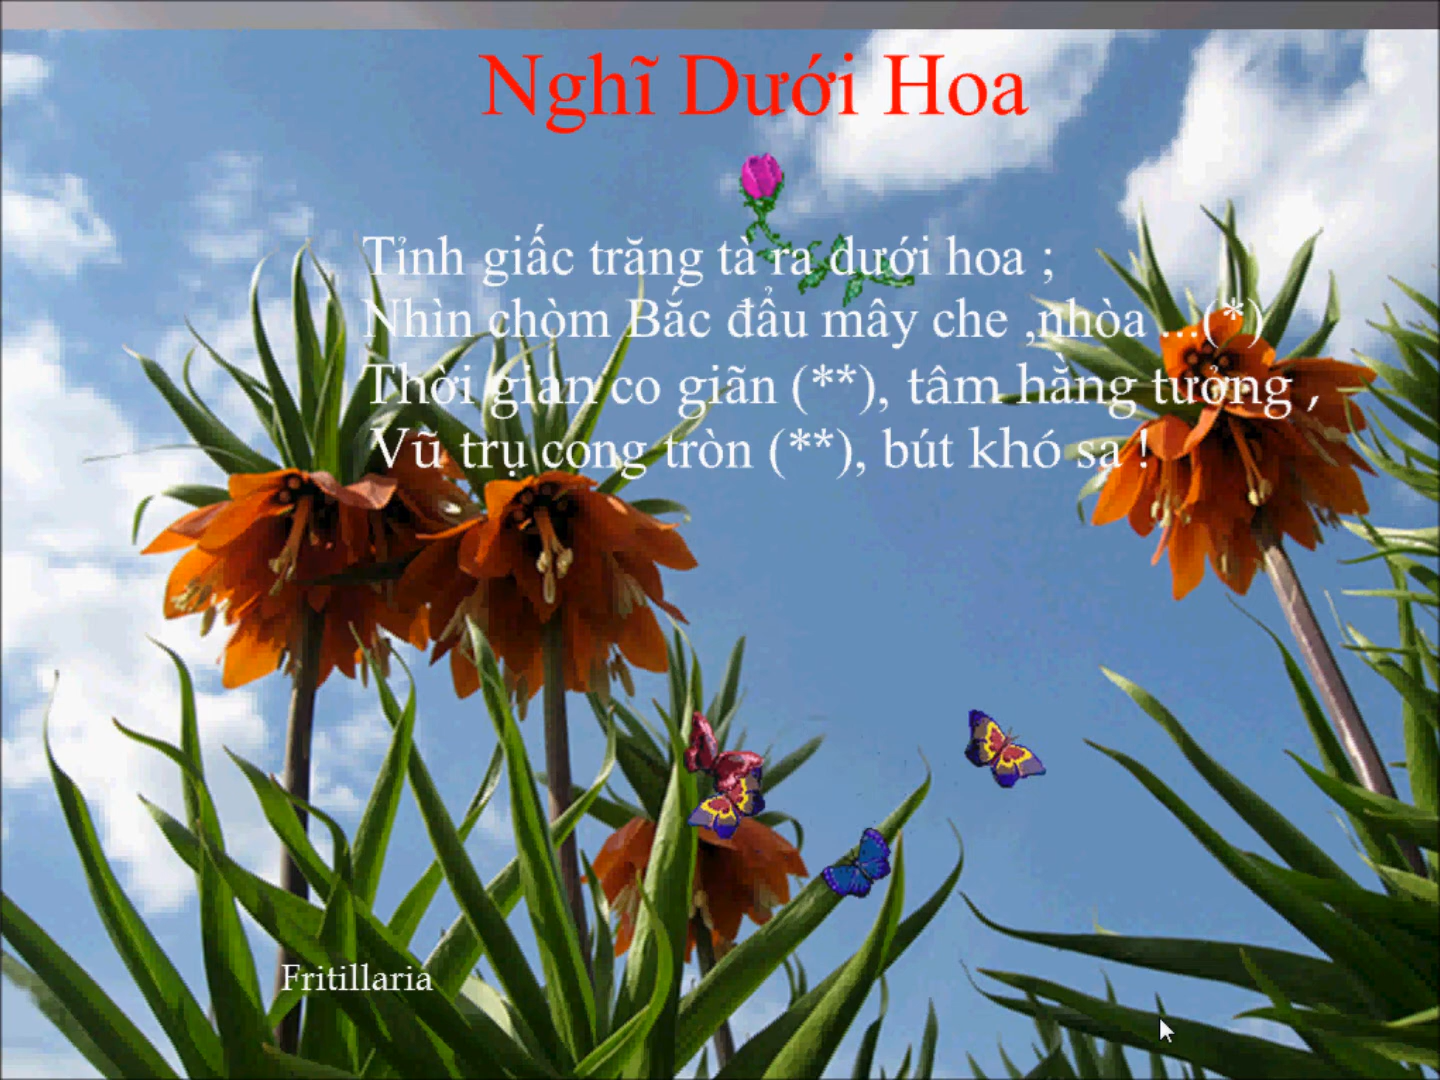 Nghĩ Dưới Hoa
Tỉnh giấc trăng tà ra dưới hoa ;
Nhìn chòm Bắc đẩu mây che ,nhòa ...(*)
Thời gian co giãn (**), tâm hằng tưởng ,
Vũ trụ cong tròn (**), bút khó sa !
Fritillaria